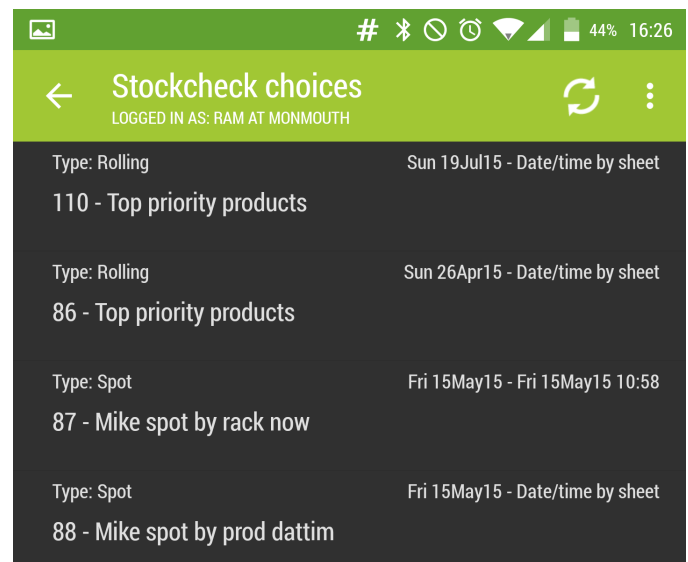 # 44% 16:26
Stockcheck choices
LOGGED IN AS: RAM AT MONMOUTH
Type: Rolling Sun 19Jul15 - Date/time by sheet
110 - Top priority products
Type: Rolling Sun 26Apr15 - Date/time by sheet
86 - Top priority products
Type: Spot Fri 15May15 - Fri 15May15 10:58
87 - Mike spot by rack now
Type: Spot Fri 15May15 - Date/time by sheet
88 - Mike spot by prod dattim